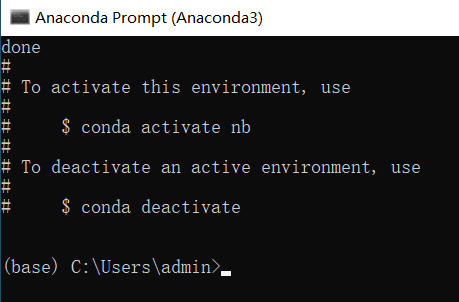 Anaconda Prompt (Anaconda3)
done
#
# To activate this environment, use
#
#     $ conda activate nb
#
# To deactivate an active environment, use
#
#     $ conda deactivate
(base) C:\Users\admin>